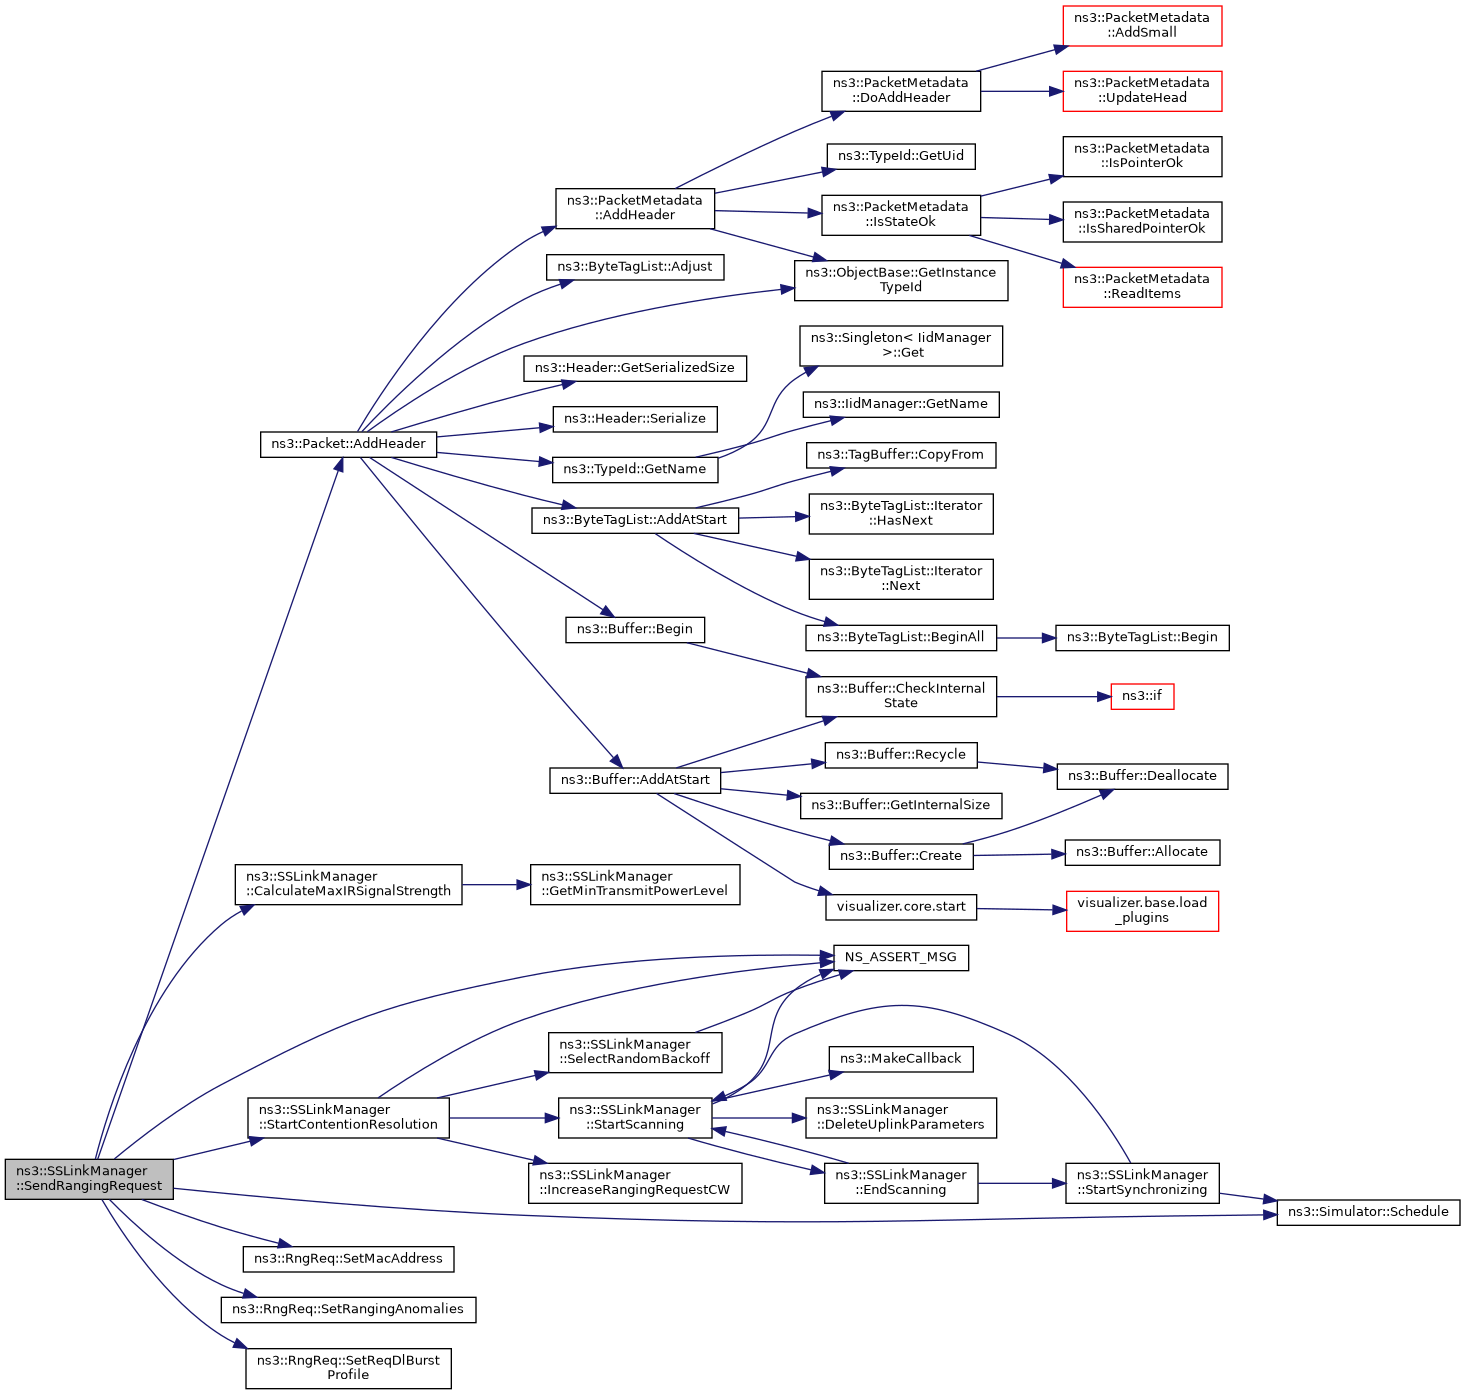 ns3::PacketMetadata
::AddSmall
ns3::PacketMetadata
::DoAddHeader
ns3::PacketMetadata
::UpdateHead
ns3::TypeId::GetUid
ns3::PacketMetadata
::IsPointerOk
ns3::PacketMetadata
::AddHeader
ns3::PacketMetadata
::IsStateOk
ns3::PacketMetadata
::IsSharedPointerOk
ns3::ByteTagList::Adjust
ns3::ObjectBase::GetInstance
TypeId
ns3::PacketMetadata
::ReadItems
ns3::Singleton< IidManager
>::Get
ns3::Header::GetSerializedSize
ns3::IidManager::GetName
ns3::Header::Serialize
ns3::Packet::AddHeader
ns3::TagBuffer::CopyFrom
ns3::TypeId::GetName
ns3::ByteTagList::AddAtStart
ns3::ByteTagList::Iterator
::HasNext
ns3::ByteTagList::Iterator
::Next
ns3::Buffer::Begin
ns3::ByteTagList::BeginAll
ns3::ByteTagList::Begin
ns3::Buffer::CheckInternal
State
ns3::if
ns3::Buffer::AddAtStart
ns3::Buffer::Recycle
ns3::Buffer::Deallocate
ns3::Buffer::GetInternalSize
ns3::Buffer::Create
ns3::Buffer::Allocate
ns3::SSLinkManager
::CalculateMaxIRSignalStrength
ns3::SSLinkManager
::GetMinTransmitPowerLevel
visualizer.core.start
visualizer.base.load
_plugins
NS_ASSERT_MSG
ns3::SSLinkManager
::SelectRandomBackoff
ns3::MakeCallback
ns3::SSLinkManager
::StartContentionResolution
ns3::SSLinkManager
::StartScanning
ns3::SSLinkManager
::DeleteUplinkParameters
ns3::SSLinkManager
::SendRangingRequest
ns3::SSLinkManager
::IncreaseRangingRequestCW
ns3::SSLinkManager
::EndScanning
ns3::SSLinkManager
::StartSynchronizing
ns3::Simulator::Schedule
ns3::RngReq::SetMacAddress
ns3::RngReq::SetRangingAnomalies
ns3::RngReq::SetReqDlBurst
Profile